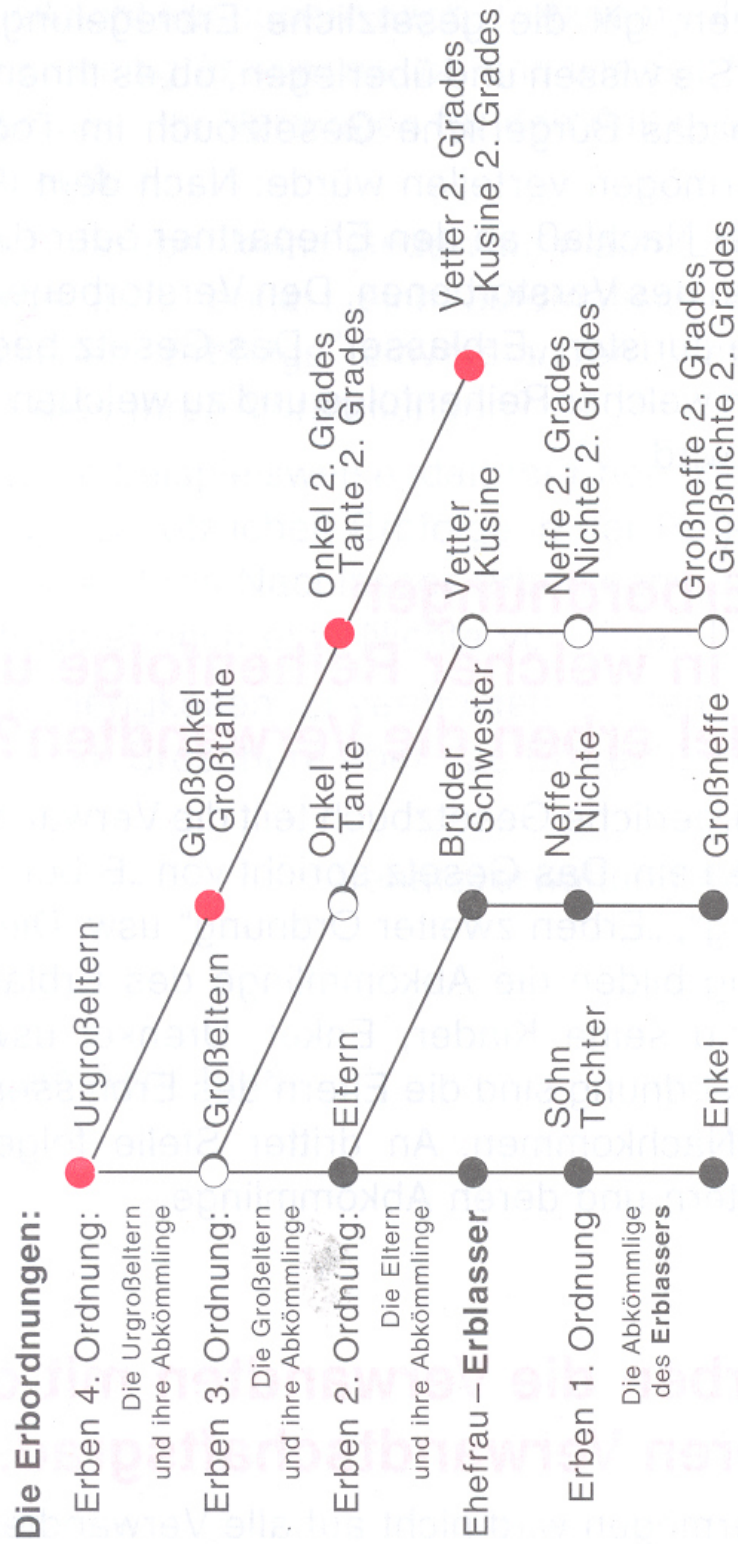 Die Erbordnungen:
Erben 4. Ordnung:
Die Urgroßeltern
und ihre Abkömmlinge
Urgroßeltern
Großonkel
Großtante
Onkel 2. Grades
Tante 2. Grades
Vetter 2. Grades
Kusine 2. Grades
Erben 3. Ordnung:
Die Großeltern
und ihre Abkömmlinge
Großeltern
Onkel
Tante
Vetter
Kusine
Neffe 2. Grades
Nichte 2. Grades
Großneffe 2. Grades
Großnichte 2. Grades
Erben 2. Ordnung:
Die Eltern
und ihre Abkömmlinge
Eltern
Bruder
Schwester
Neffe
Nichte
Großneffe
Ehefrau – Erblasser
Erben 1. Ordnung
Die Abkömmlige
des Erblassers
Sohn
Tochter
Enkel